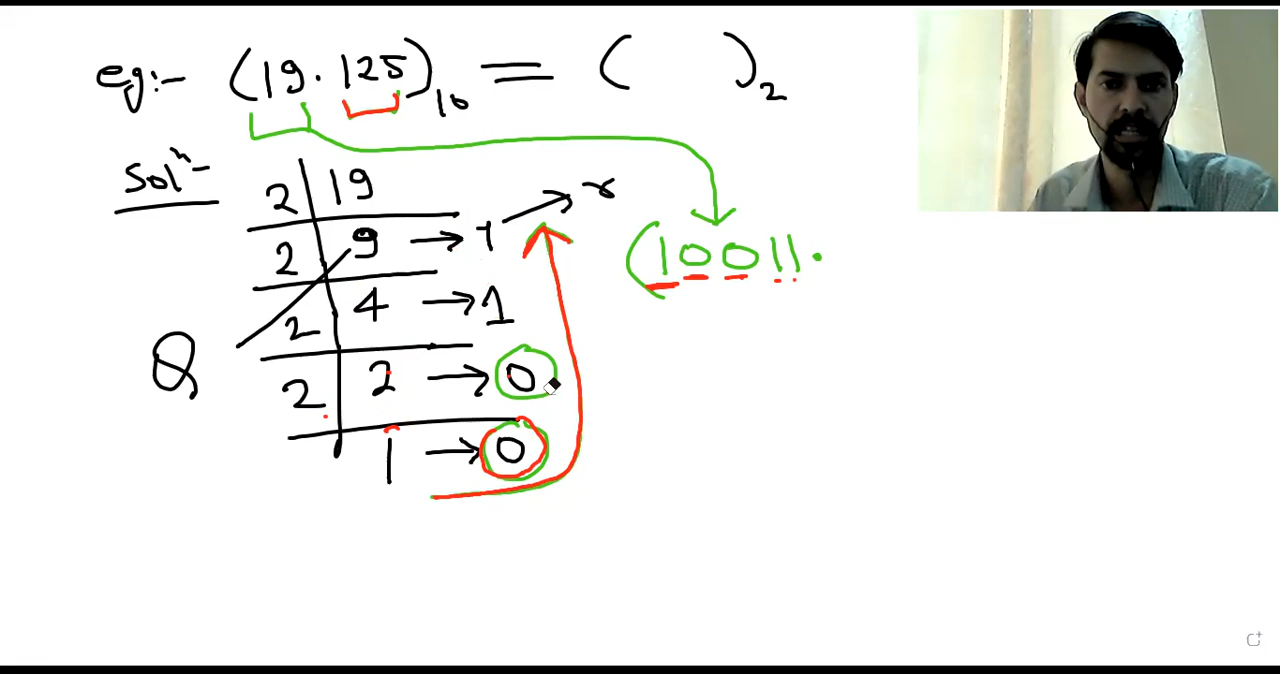 eg:- (19.125)10 = ( )2
Solⁿ-
2 | 19
2 | 9 → 1 → r
(10011.
2 | 4 → 1
Q
2 | 2 → 0
1 → 0